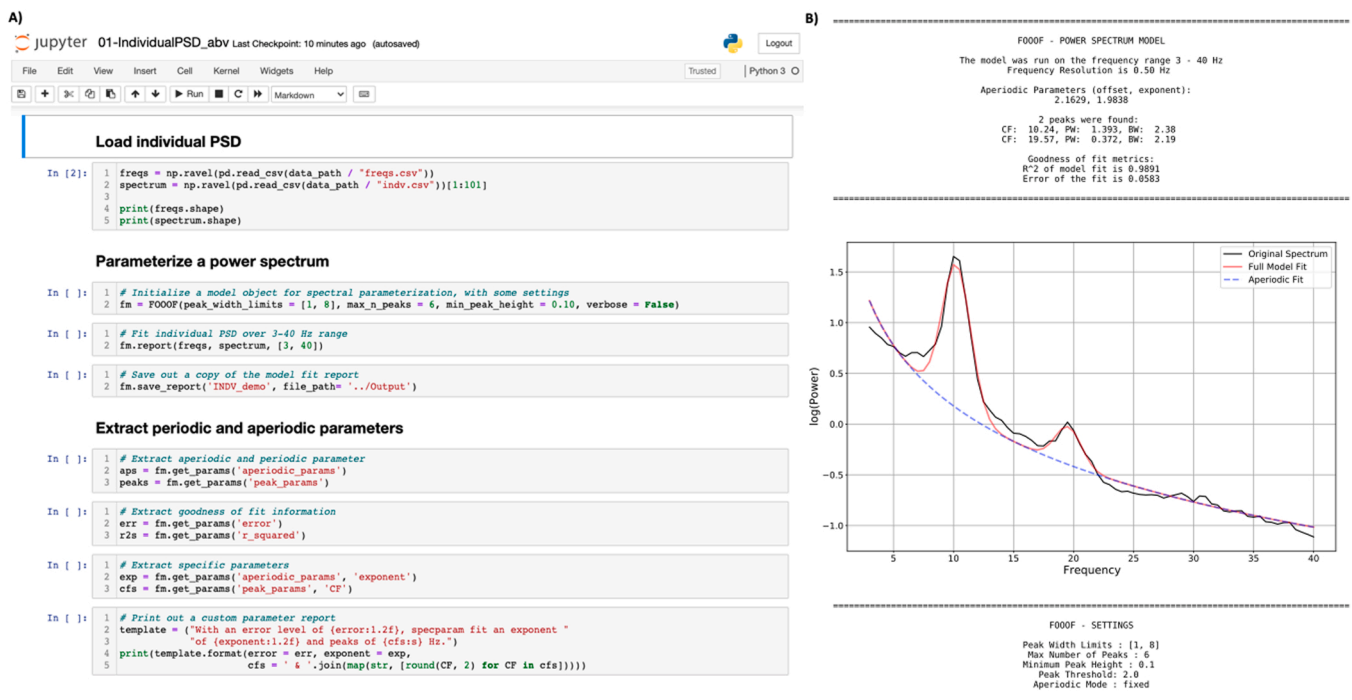 A)
jupyter 01-IndividualPSD_abv Last Checkpoint: 10 minutes ago (autosaved)
Logout
File Edit View Insert Cell Kernel Widgets Help
Trusted
Python 3
Run
Markdown
Load individual PSD
In [2]:
1 freqs = np.ravel(pd.read_csv(data_path / "freqs.csv"))
2 spectrum = np.ravel(pd.read_csv(data_path / "indv.csv"))[1:101]
3
4 print(freqs.shape)
5 print(spectrum.shape)
Parameterize a power spectrum
In [ ]:
1 # Initialize a model object for spectral parameterization, with some settings
2 fm = FOOOF(peak_width_limits = [1, 8], max_n_peaks = 6, min_peak_height = 0.10, verbose = False)
In [ ]:
1 # Fit individual PSD over 3-40 Hz range
2 fm.report(freqs, spectrum, [3, 40])
In [ ]:
1 # Save out a copy of the model fit report
2 fm.save_report('INDV_demo', file_path= '../Output')
Extract periodic and aperiodic parameters
In [ ]:
1 # Extract aperiodic and periodic parameter
2 aps = fm.get_params('aperiodic_params')
3 peaks = fm.get_params('peak_params')
In [ ]:
1 # Extract goodness of fit information
2 err = fm.get_params('error')
3 r2s = fm.get_params('r_squared')
In [ ]:
1 # Extract specific parameters
2 exp = fm.get_params('aperiodic_params', 'exponent')
3 cfs = fm.get_params('peak_params', 'CF')
In [ ]:
1 # Print out a custom parameter report
2 template = ("With an error level of {error:1.2f}, specparam fit an exponent "
3 "of {exponent:1.2f} and peaks of {cfs:s} Hz.")
4 print(template.format(error = err, exponent = exp,
5 cfs = ' & '.join(map(str, [round(CF, 2) for CF in cfs]))))
B)
FOOOF - POWER SPECTRUM MODEL
The model was run on the frequency range 3 - 40 Hz
Frequency Resolution is 0.50 Hz
Aperiodic Parameters (offset, exponent):
2.1629, 1.9838
2 peaks were found:
CF: 10.24, PW: 1.393, BW: 2.38
CF: 19.57, PW: 0.372, BW: 2.19
Goodness of fit metrics:
R^2 of model fit is 0.9891
Error of the fit is 0.0583
Original Spectrum
Full Model Fit
Aperiodic Fit
log(Power)
1.5
1.0
0.5
0.0
−0.5
−1.0
5 10 15 20 25 30 35 40
Frequency
FOOOF - SETTINGS
Peak Width Limits : [1, 8]
Max Number of Peaks : 6
Minimum Peak Height : 0.1
Peak Threshold: 2.0
Aperiodic Mode : fixed